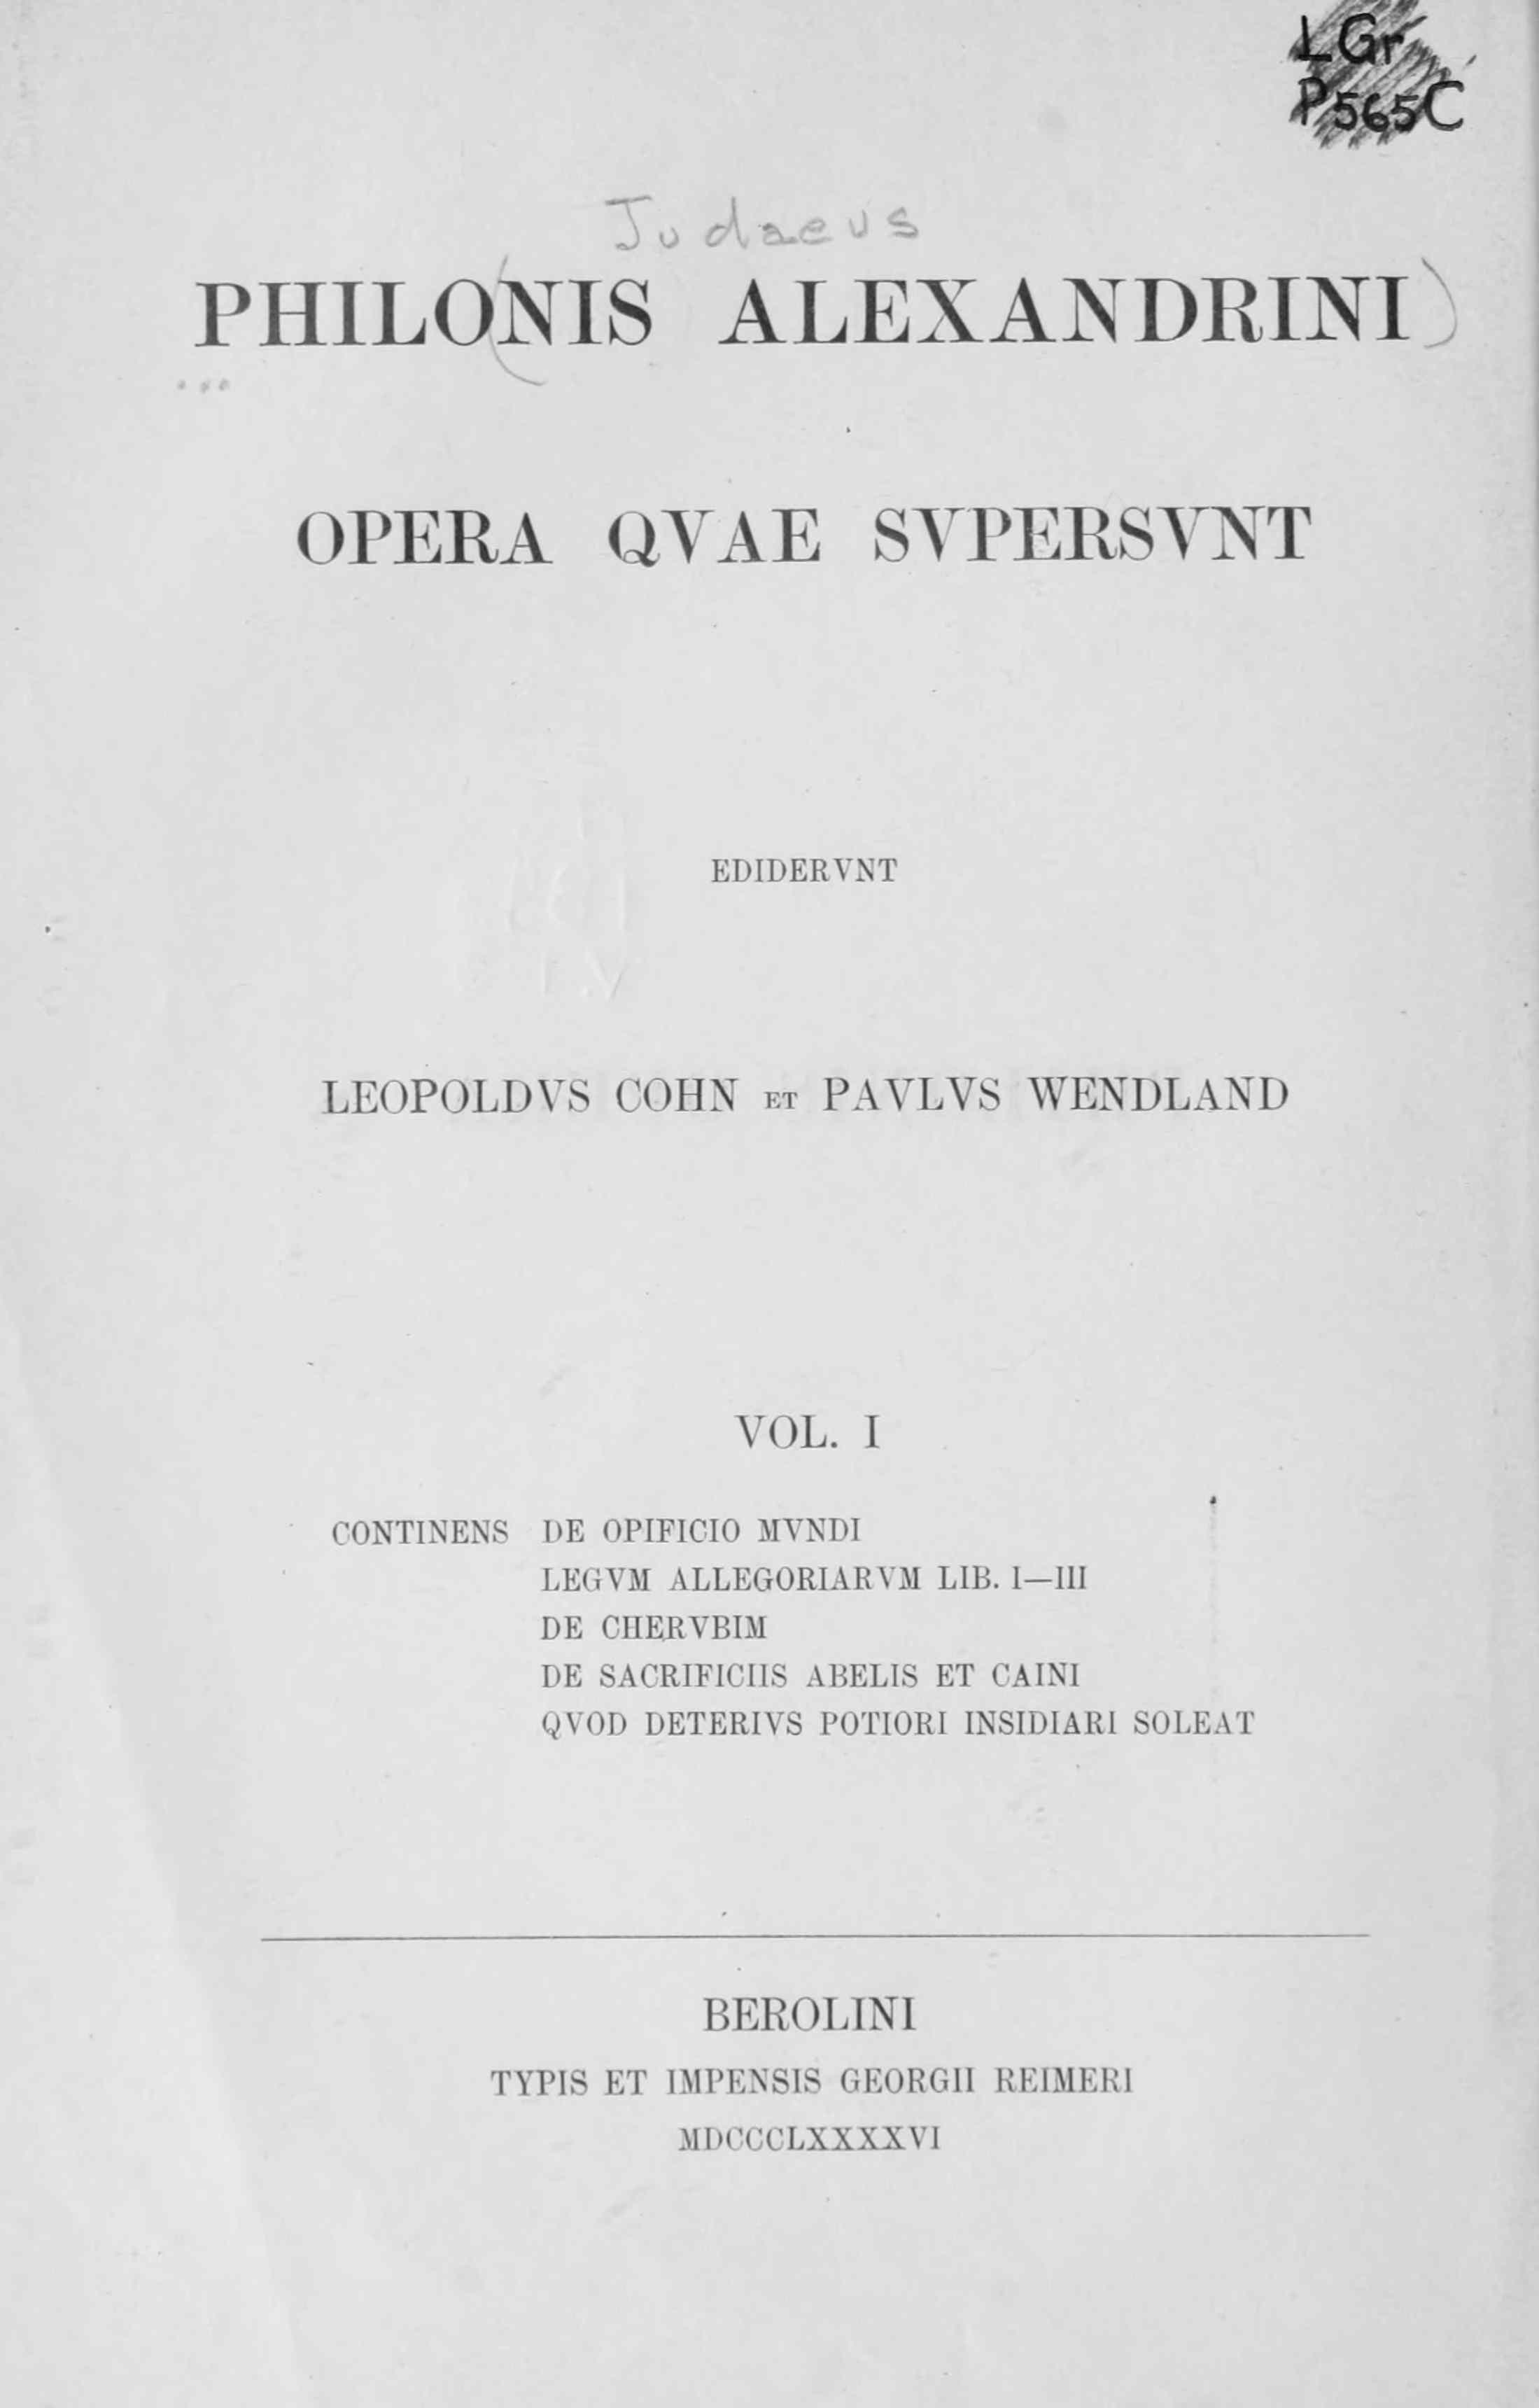 LGr
P565C
Judaeus
PHILONIS ALEXANDRINI
OPERA QVAE SVPERSVNT
EDIDERVNT
LEOPOLDVS COHN ET PAVLVS WENDLAND
VOL. I
CONTINENS DE OPIFICIO MVNDI
LEGVM ALLEGORIARVM LIB. I—III
DE CHERVBIM
DE SACRIFICIIS ABELIS ET CAINI
QVOD DETERIVS POTIORI INSIDIARI SOLEAT
BEROLINI
TYPIS ET IMPENSIS GEORGII REIMERI
MDCCCLXXXXVI